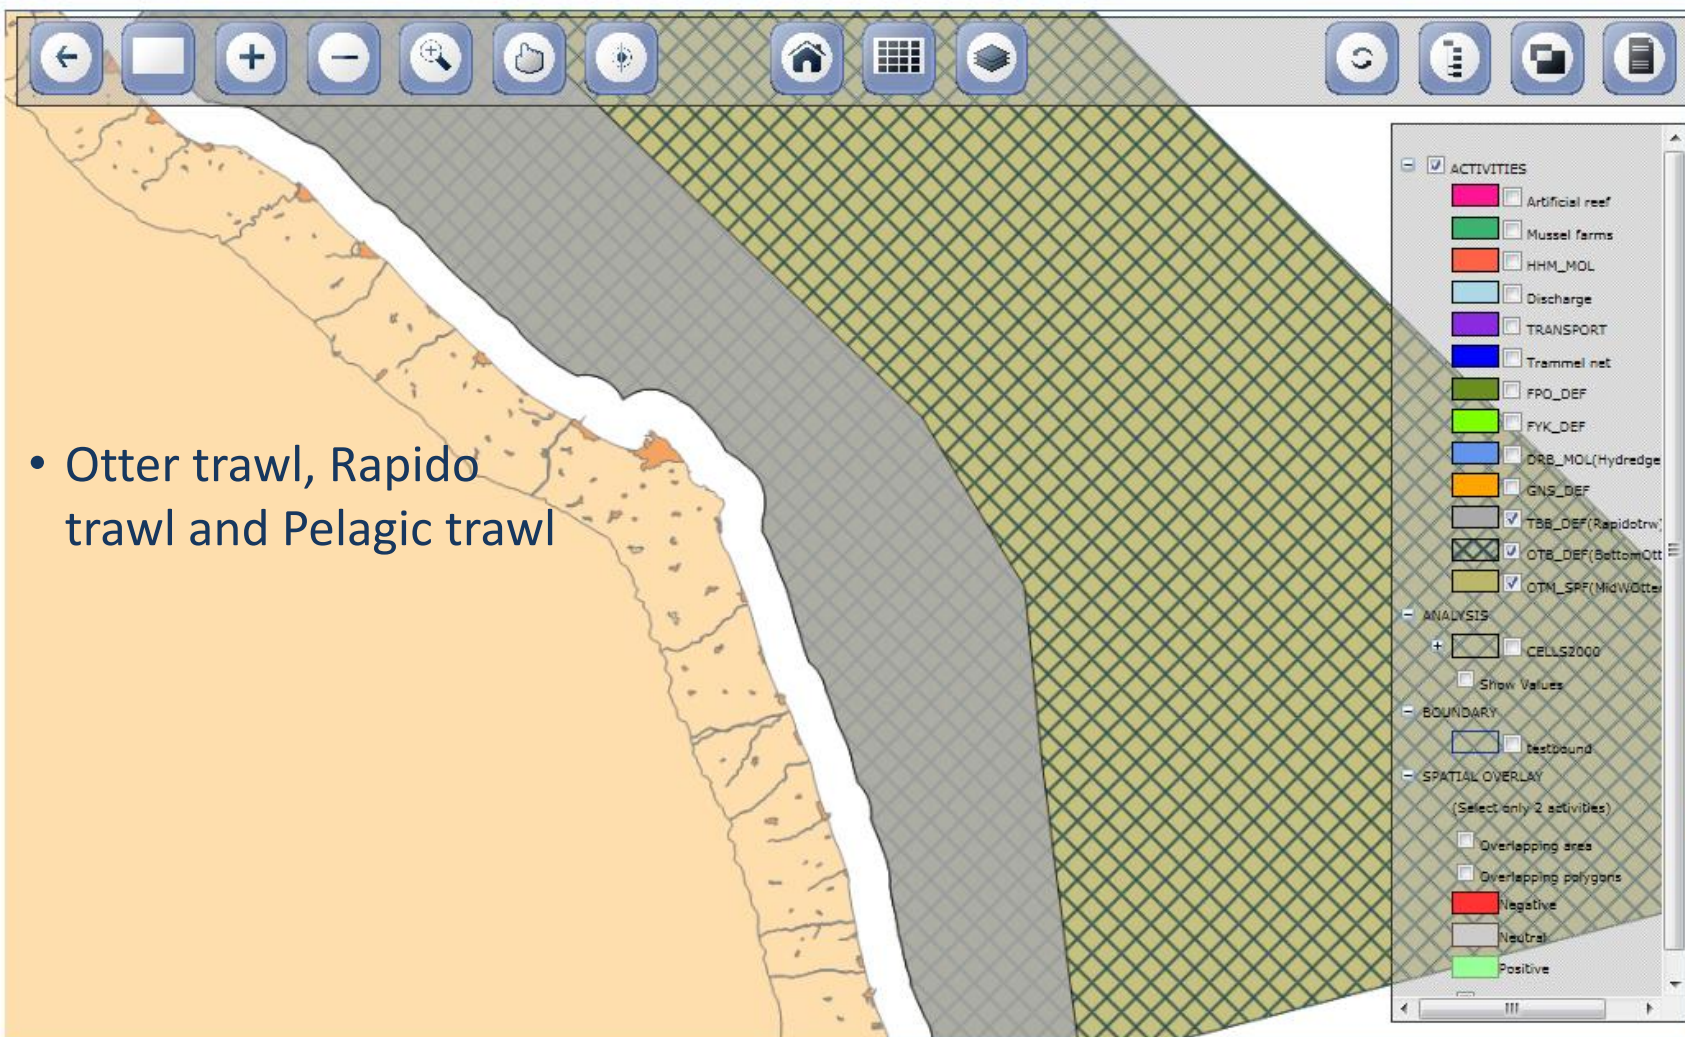 • Otter trawl, Rapido
trawl and Pelagic trawl
ACTIVITIES
Artificial reef
Mussel farms
HHM_MOL
Discharge
TRANSPORT
Trammel net
FPO_DEF
FYK_DEF
DRB_MOL(Hydredge
GNS_DEF
TBB_DEF(Rapidotrw)
OTB_DEF(BottomOtt
OTM_SPF(MidWOtter
ANALYSIS
CELLS2000
Show Values
BOUNDARY
testbound
SPATIAL OVERLAY
(Select only 2 activities)
Overlapping area
Overlapping polygons
Negative
Neutral
Positive